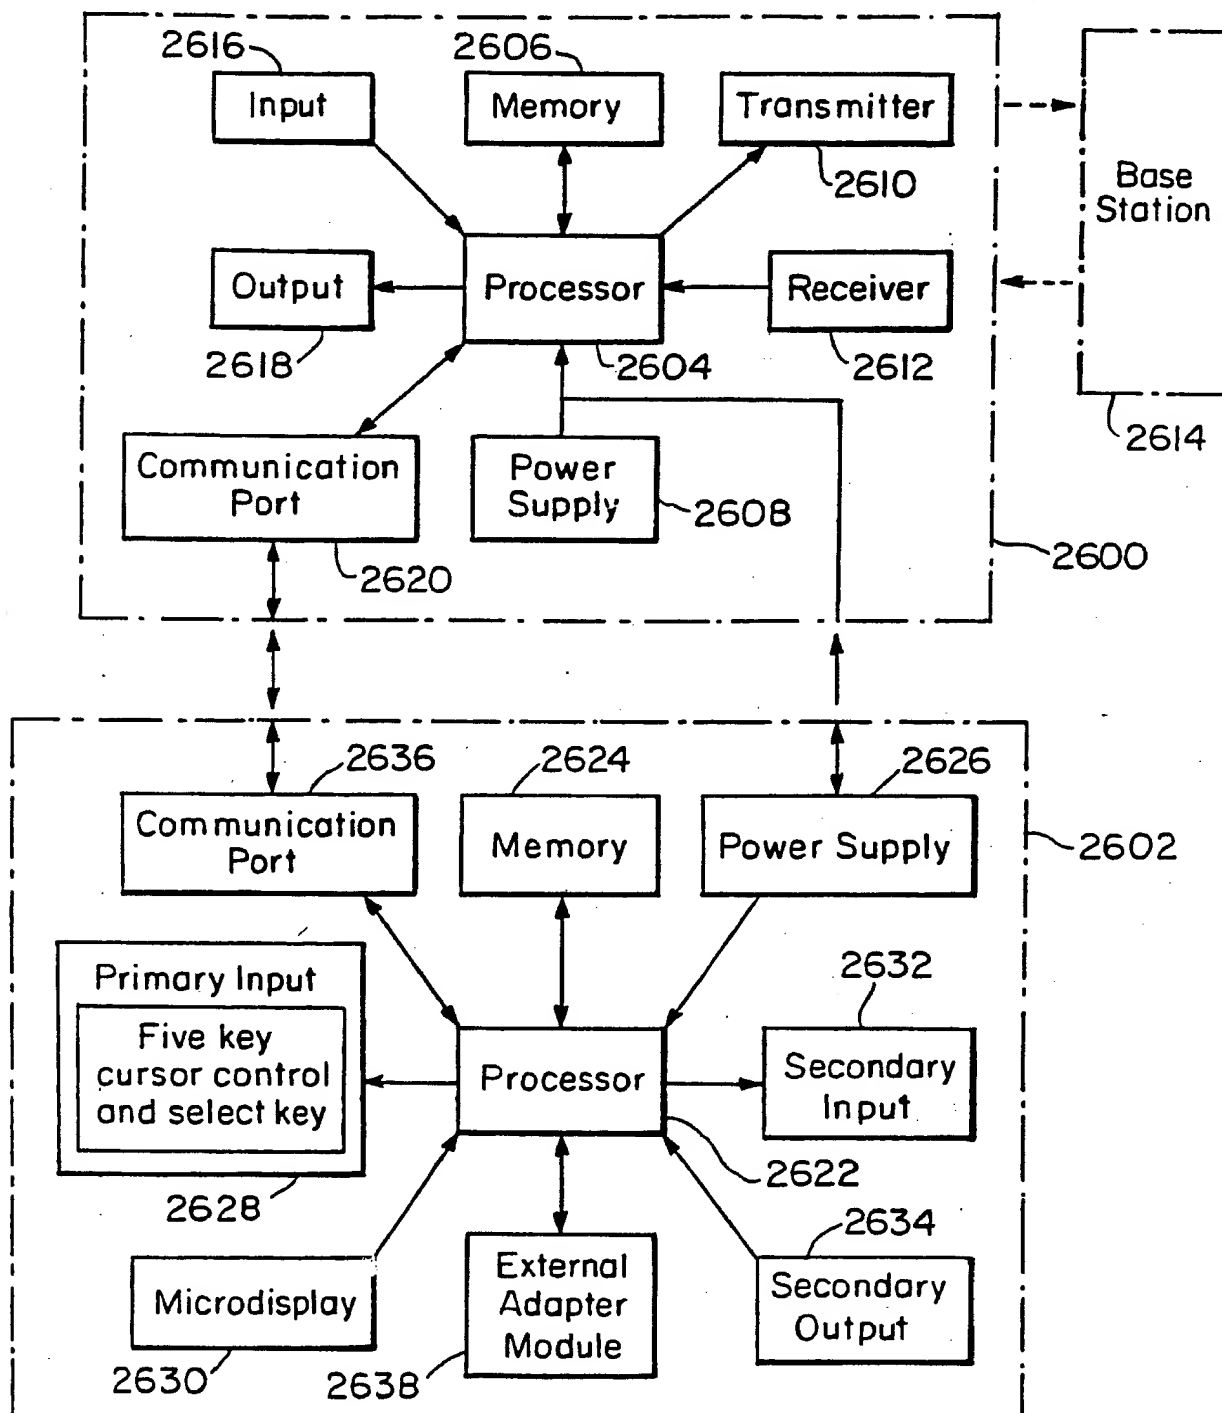 2616
2606
Input
Memory
Transmitter
2610
Base
Station
Output
Processor
Receiver
2618
2604
2612
2614
Communication
Port
Power
Supply
2608
2600
2620
2636
2624
2626
Communication
Port
Memory
Power Supply
2602
Primary Input
2632
Five key
cursor control
and select key
Processor
Secondary
Input
2628
2622
2634
Microdisplay
External
Adapter
Module
Secondary
Output
2630
2638